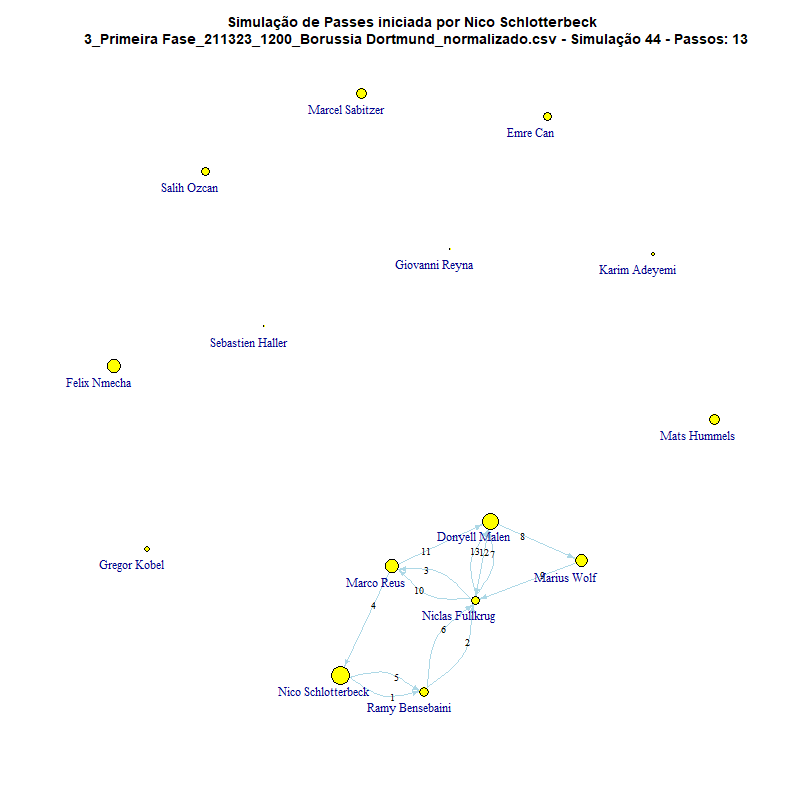 Simulação de Passes iniciada por Nico Schlotterbeck
3_Primeira Fase_211323_1200_Borussia Dortmund_normalizado.csv - Simulação 44 - Passos: 13
Marcel Sabitzer
Emre Can
Salih Ozcan
Giovanni Reyna
Karim Adeyemi
Sebastien Haller
Felix Nmecha
Mats Hummels
Donyell Malen
8
11
13
12
7
Gregor Kobel
3
9
Marco Reus
Marius Wolf
10
4
Niclas Fullkrug
6
2
5
Nico Schlotterbeck
1
Ramy Bensebaini